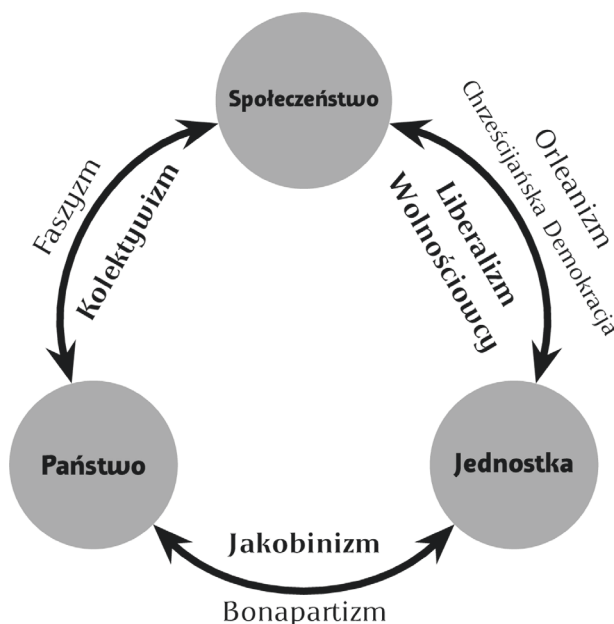 Społeczeństwo
Faszyzm
Kolektywizm
Liberalizm
Wolnościowcy
Orleanizm
Chrześcijańska Demokracja
Państwo
Jednostka
Jakobinizm
Bonapartizm